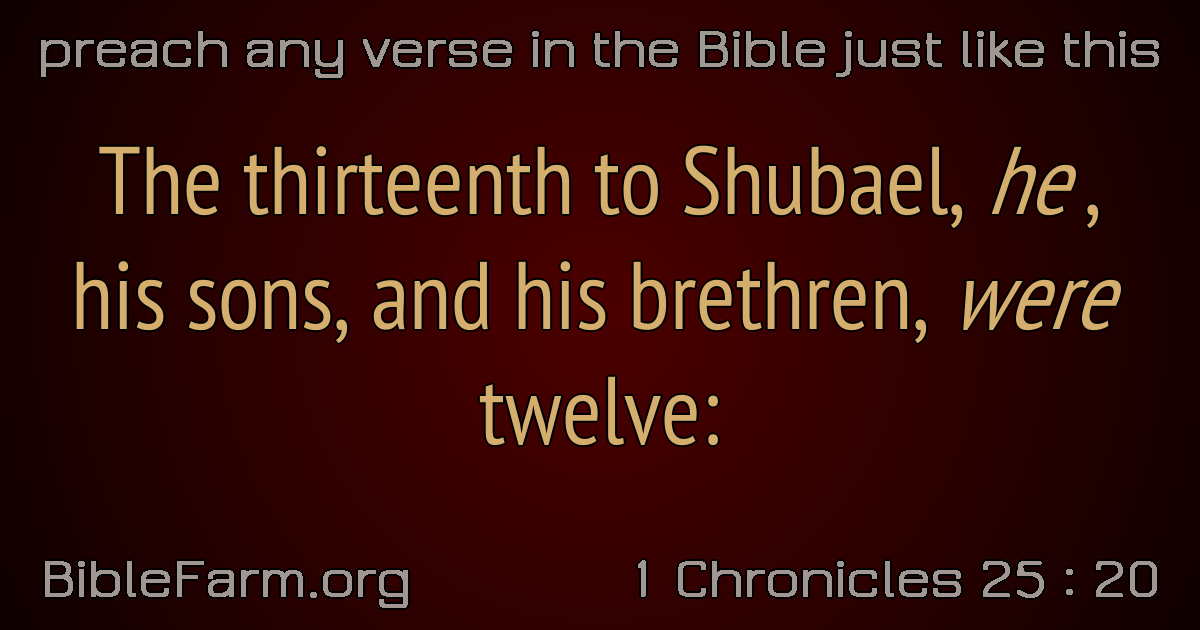 preach any verse in the Bible just like this
The thirteenth to Shubael, he ,
his sons, and his brethren, were
twelve:
BibleFarm.org 1 Chronicles 25 : 20